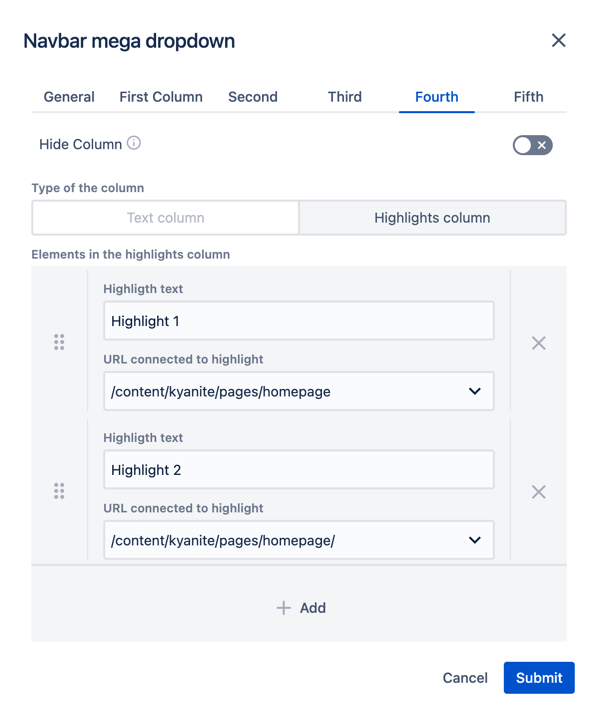 Navbar mega dropdown
General First Column Second Third Fourth Fifth
Hide Column
Type of the column
Text column Highlights column
Elements in the highlights column
Highligth text
Highlight 1
URL connected to highlight
/content/kyanite/pages/homepage
Highligth text
Highlight 2
URL connected to highlight
/content/kyanite/pages/homepage/
Add
Cancel Submit